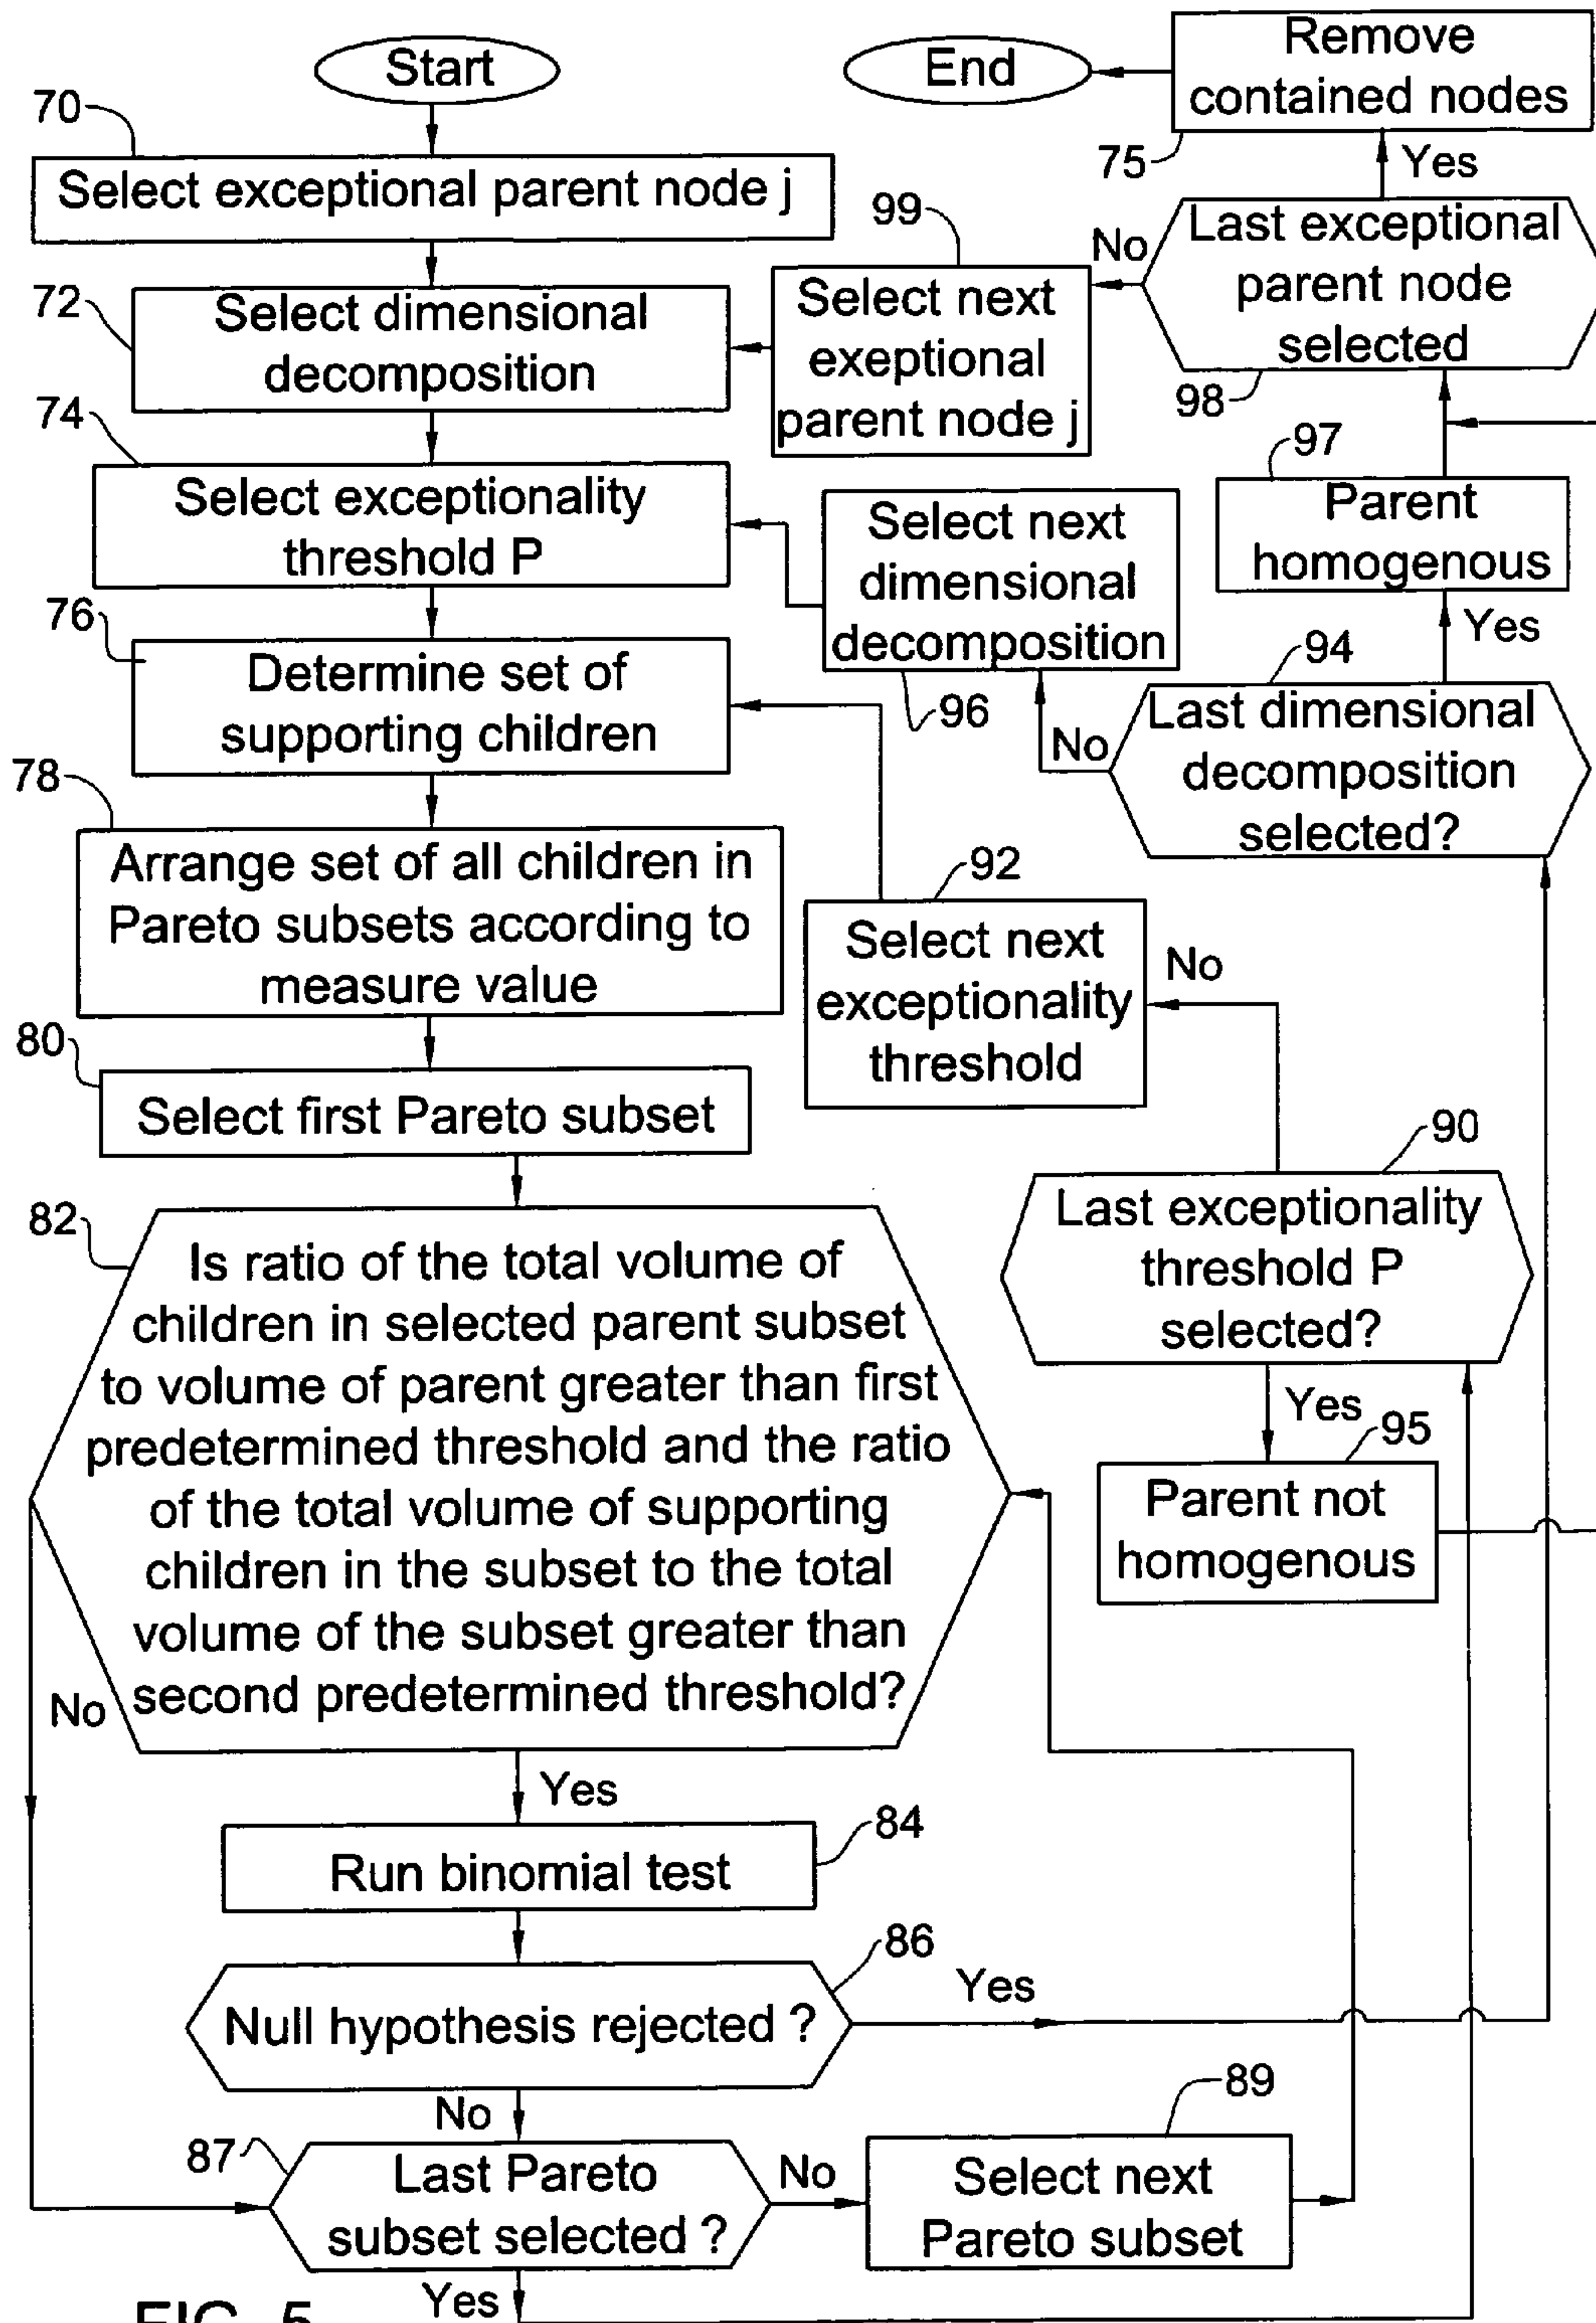 Start
70
Select exceptional parent node j
72
Select dimensional
decomposition
74
Select exceptionality
threshold P
76
Determine set of
supporting children
78
Arrange set of all children in
Pareto subsets according to
measure value
80
Select first Pareto subset
82
Is ratio of the total volume of
children in selected parent subset
to volume of parent greater than first
predetermined threshold and the ratio
of the total volume of supporting
children in the subset to the total
volume of the subset greater than
second predetermined threshold?
No
Yes
84
Run binomial test
86
Null hypothesis rejected ?
Yes
No
87
Last Pareto
subset selected ?
No
89
Select next
Pareto subset
Yes
FIG. 5
End
Remove
contained nodes
75
Yes
Last exceptional
parent node
selected
98
No
99
Select next
exeptional
parent node j
97
Parent
homogenous
Yes
94
Last dimensional
decomposition
selected?
No
Select next
dimensional
decomposition
96
92
Select next
exceptionality
threshold
No
90
Last exceptionality
threshold P
selected?
Yes
95
Parent not
homogenous